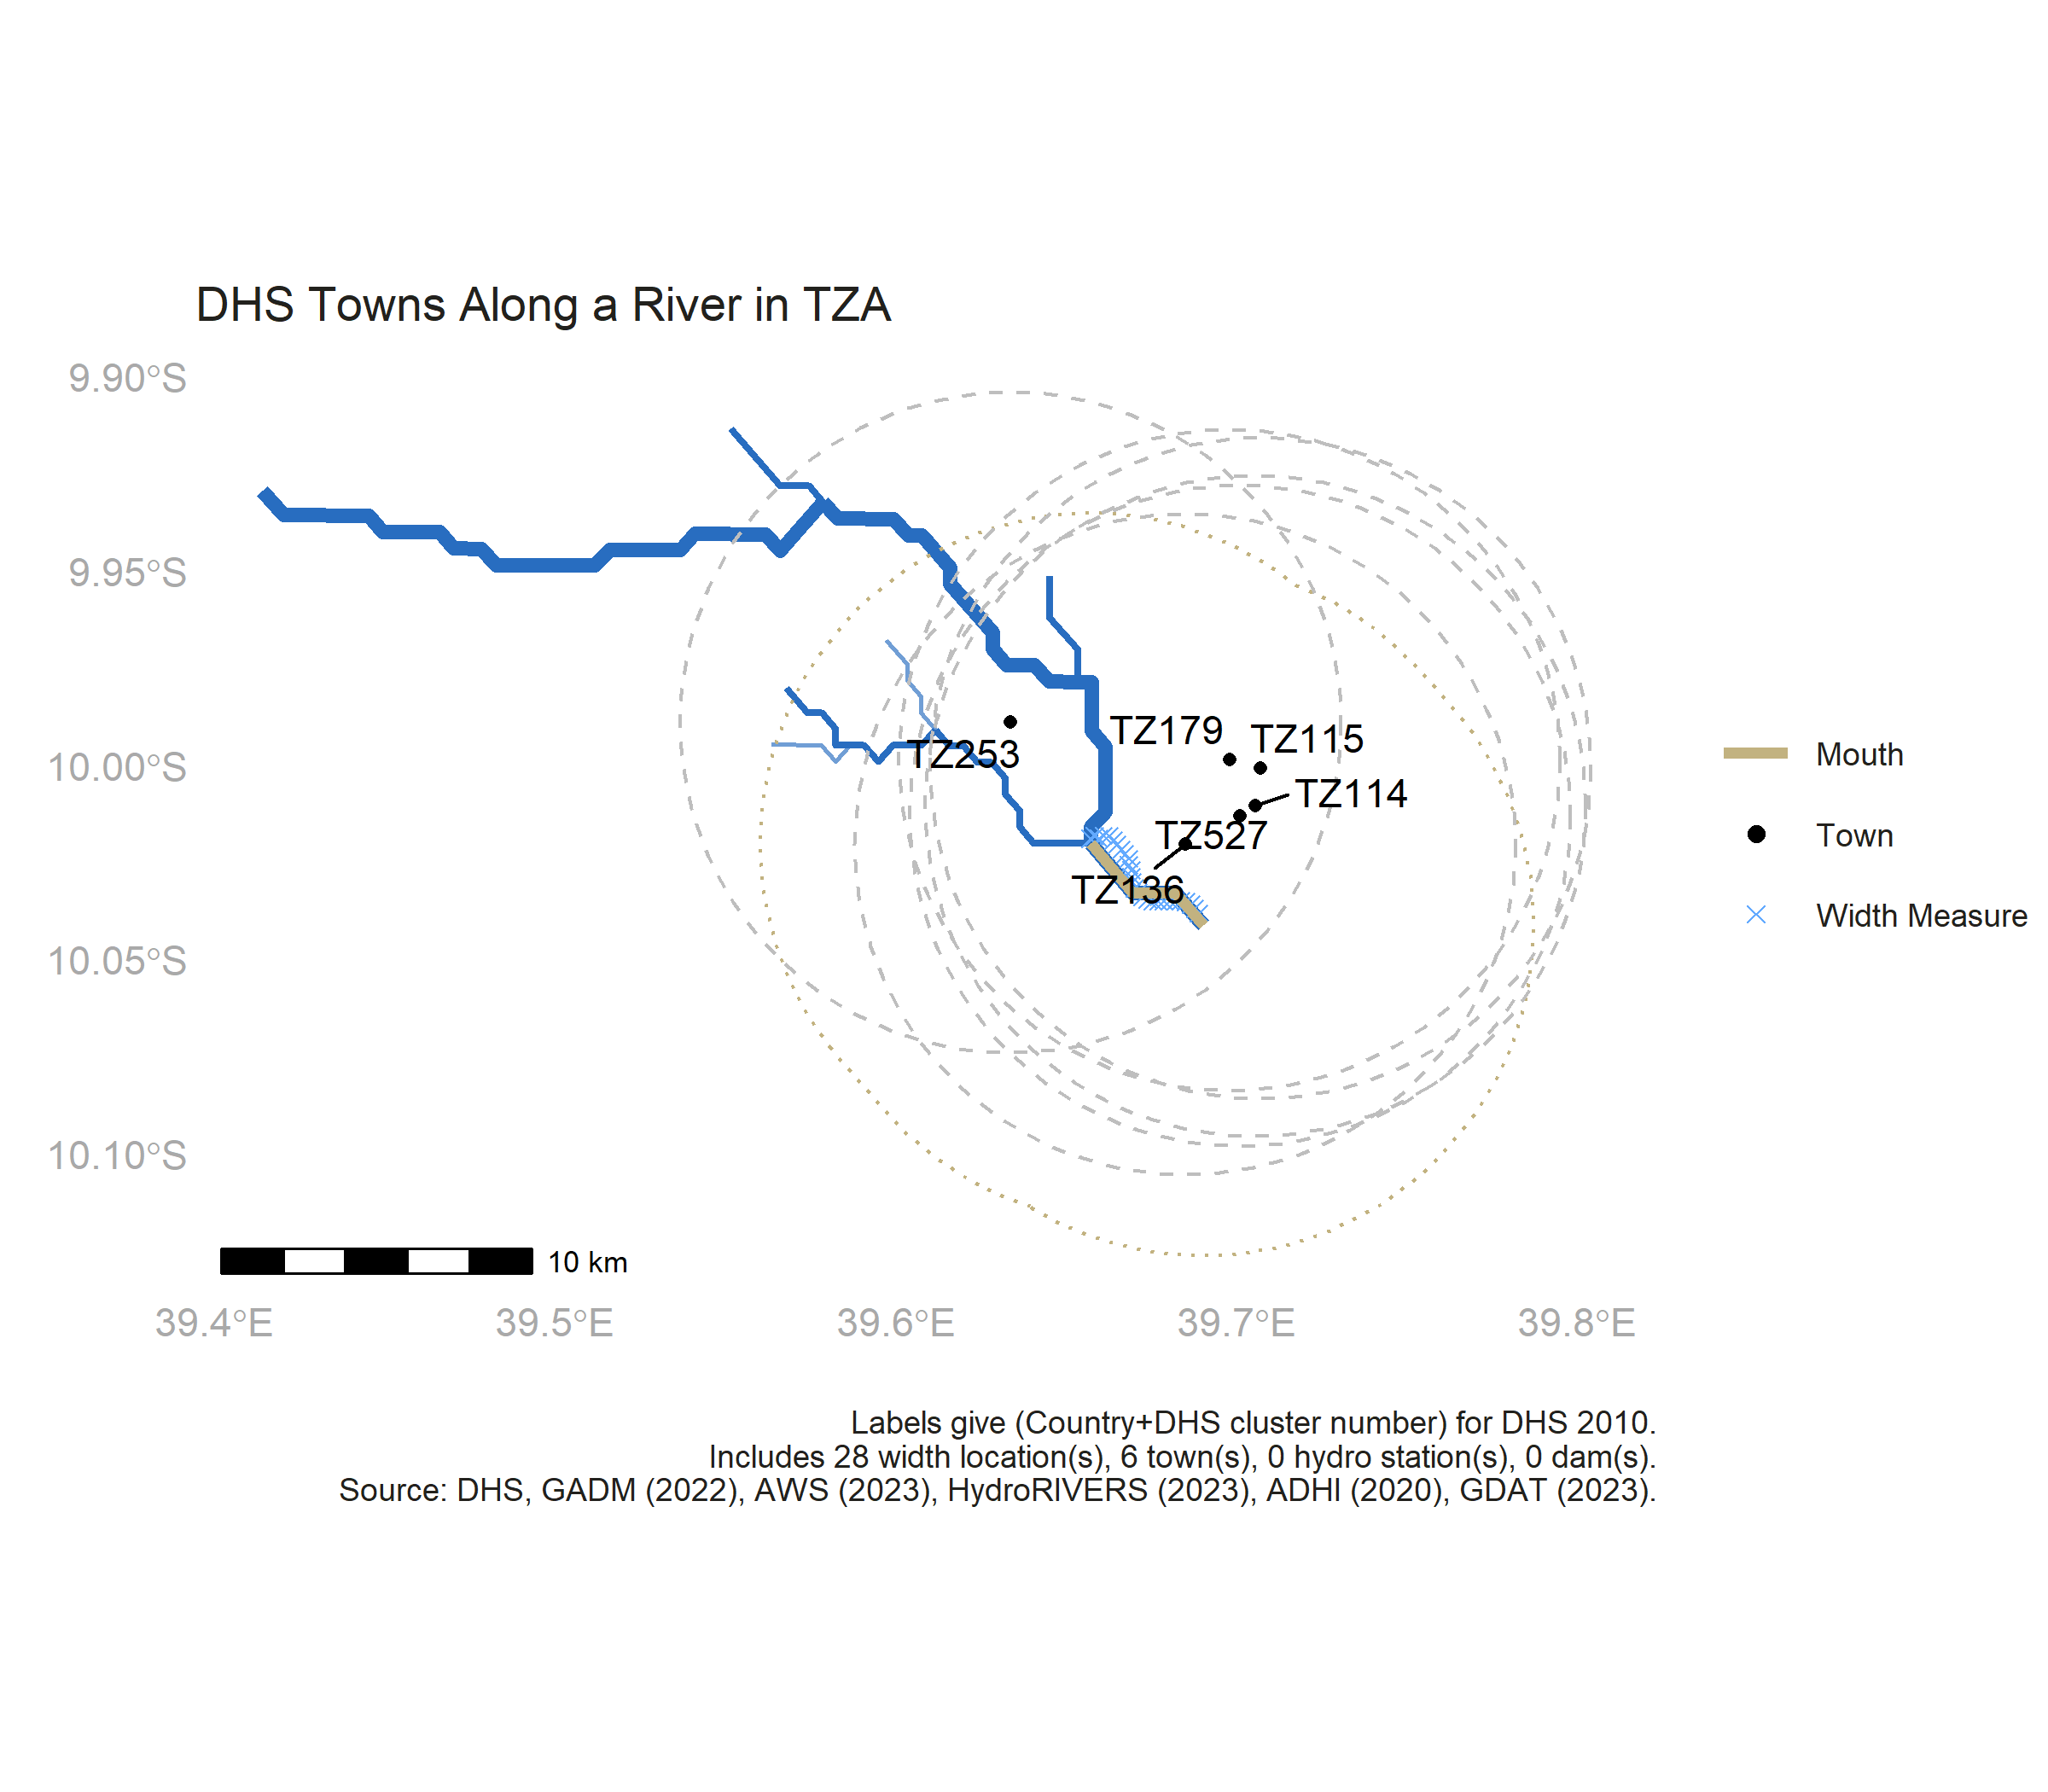 DHS Towns Along a River in TZA
9.90°S
9.95°S
10.00°S
10.05°S
10.10°S
TZ179
TZ115
TZ253
TZ114
TZ527
TZ136
Mouth
Town
Width Measure
10 km
39.4°E
39.5°E
39.6°E
39.7°E
39.8°E
Labels give (Country+DHS cluster number) for DHS 2010.
Includes 28 width location(s), 6 town(s), 0 hydro station(s), 0 dam(s).
Source: DHS, GADM (2022), AWS (2023), HydroRIVERS (2023), ADHI (2020), GDAT (2023).